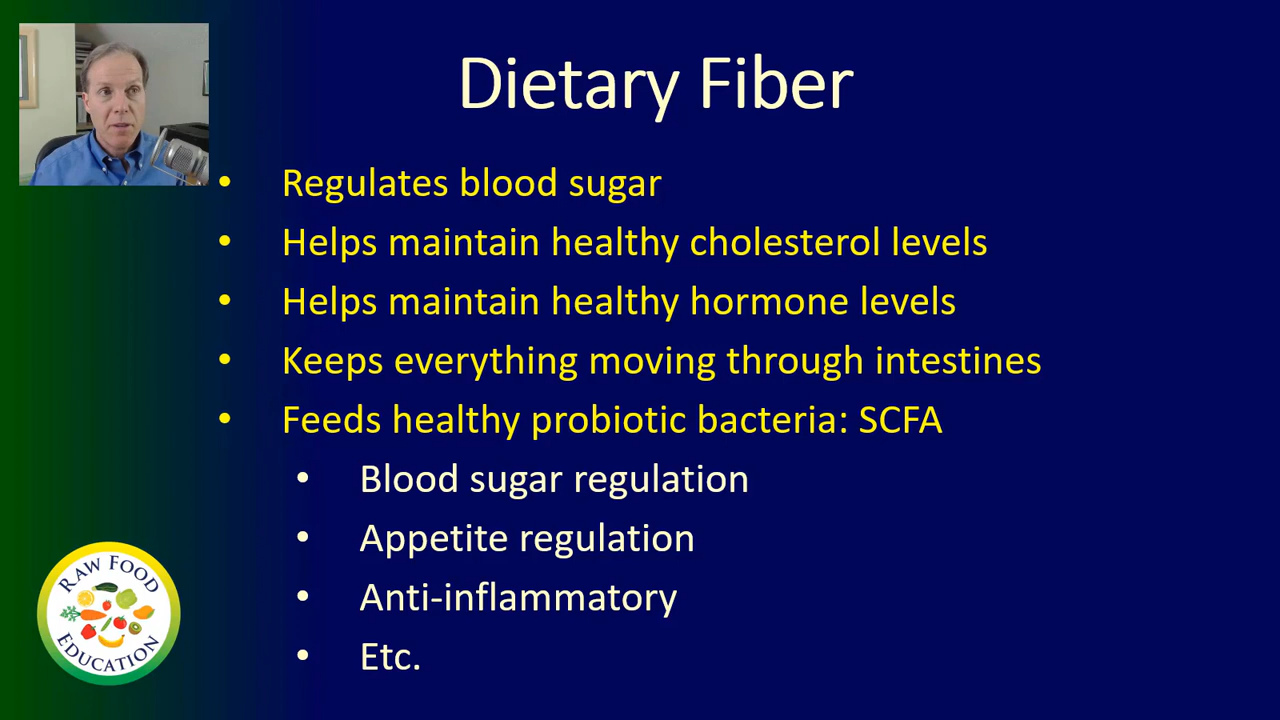 Dietary Fiber
• Regulates blood sugar
• Helps maintain healthy cholesterol levels
• Helps maintain healthy hormone levels
• Keeps everything moving through intestines
• Feeds healthy probiotic bacteria: SCFA
• Blood sugar regulation
• Appetite regulation
• Anti-inflammatory
• Etc.
RAW FOOD
EDUCATION